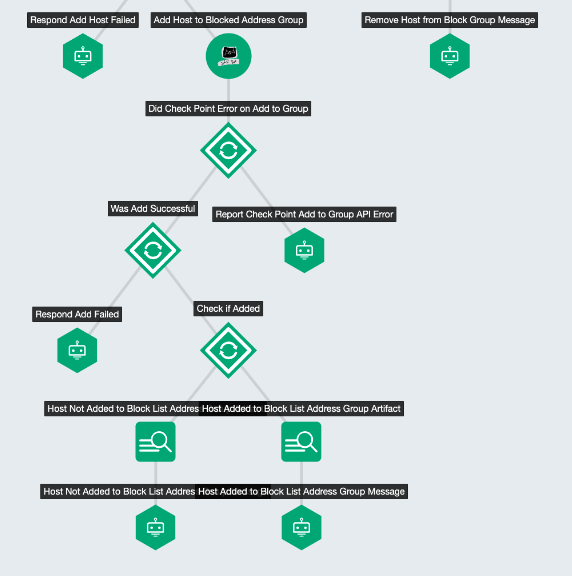 Respond Add Host Failed
Add Host to Blocked Address Group
Remove Host from Block Group Message
Did Check Point Error on Add to Group
Was Add Successful
Report Check Point Add to Group API Error
Respond Add Failed
Check if Added
Host Not Added to Block List Addres
Host Added to Block List Address Group Artifact
Host Not Added to Block List Addres
Host Added to Block List Address Group Message